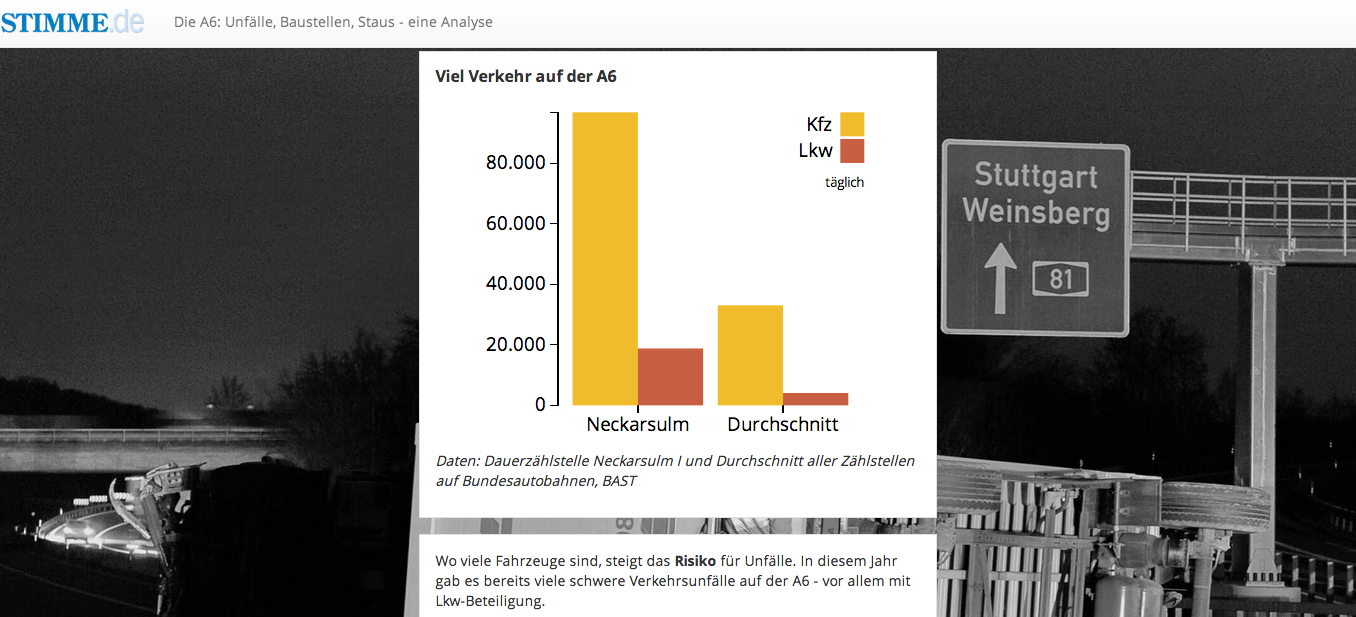 STIMME.de
Die A6: Unfälle, Baustellen, Staus - eine Analyse
Viel Verkehr auf der A6
Kfz
Lkw
täglich
80.000
60.000
40.000
20.000
0
Neckarsulm
Durchschnitt
Daten: Dauerzählstelle Neckarsulm I und Durchschnitt aller Zählstellen
auf Bundesautobahnen, BAST
Stuttgart
Weinsberg
81
Wo viele Fahrzeuge sind, steigt das Risiko für Unfälle. In diesem Jahr
gab es bereits viele schwere Verkehrsunfälle auf der A6 - vor allem mit
Lkw-Beteiligung.